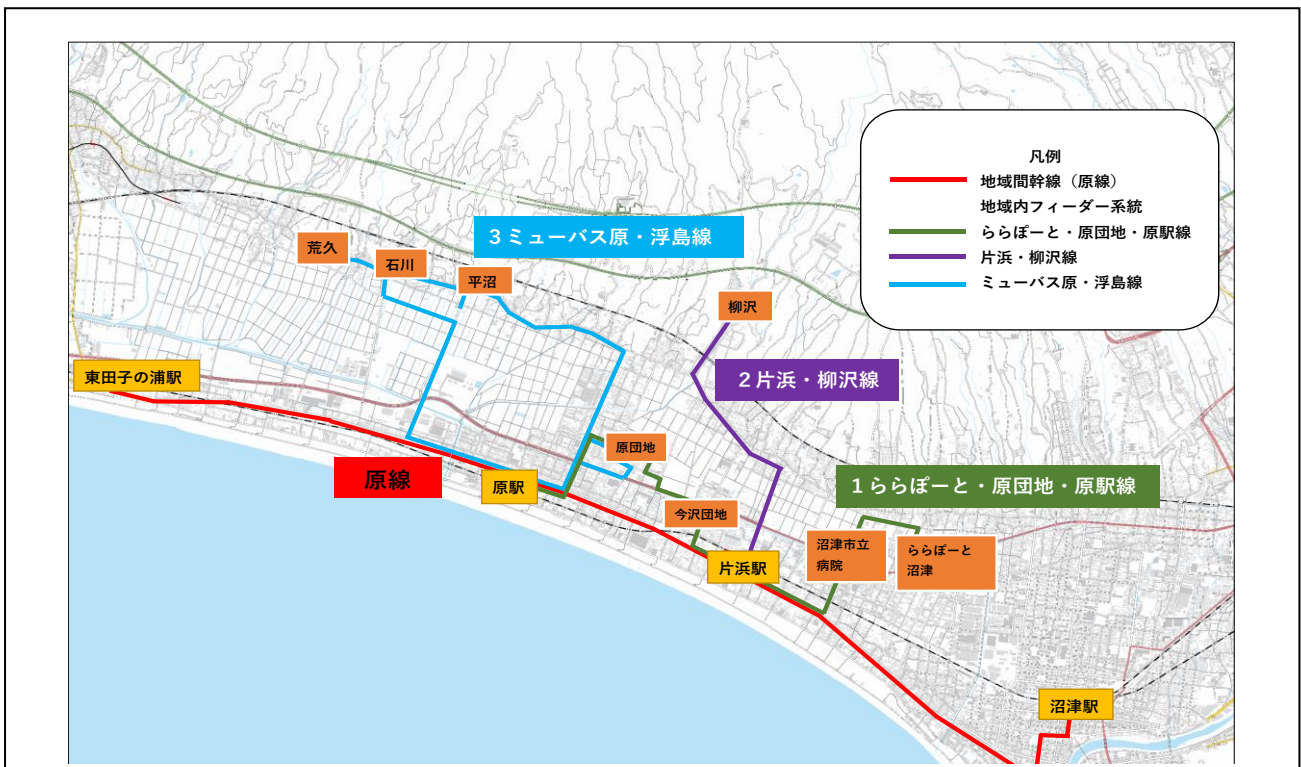 凡例
地域間幹線（原線）
地域内フィーダー系統
ららぽーと・原団地・原駅線
片浜・柳沢線
ミューバス原・浮島線
３ミューバス原・浮島線
荒久
石川
平沼
柳沢
東田子の浦駅
２片浜・柳沢線
原団地
原線
原駅
１ららぽーと・原団地・原駅線
今沢団地
沼津市立
病院
ららぽーと
沼津
片浜駅
沼津駅